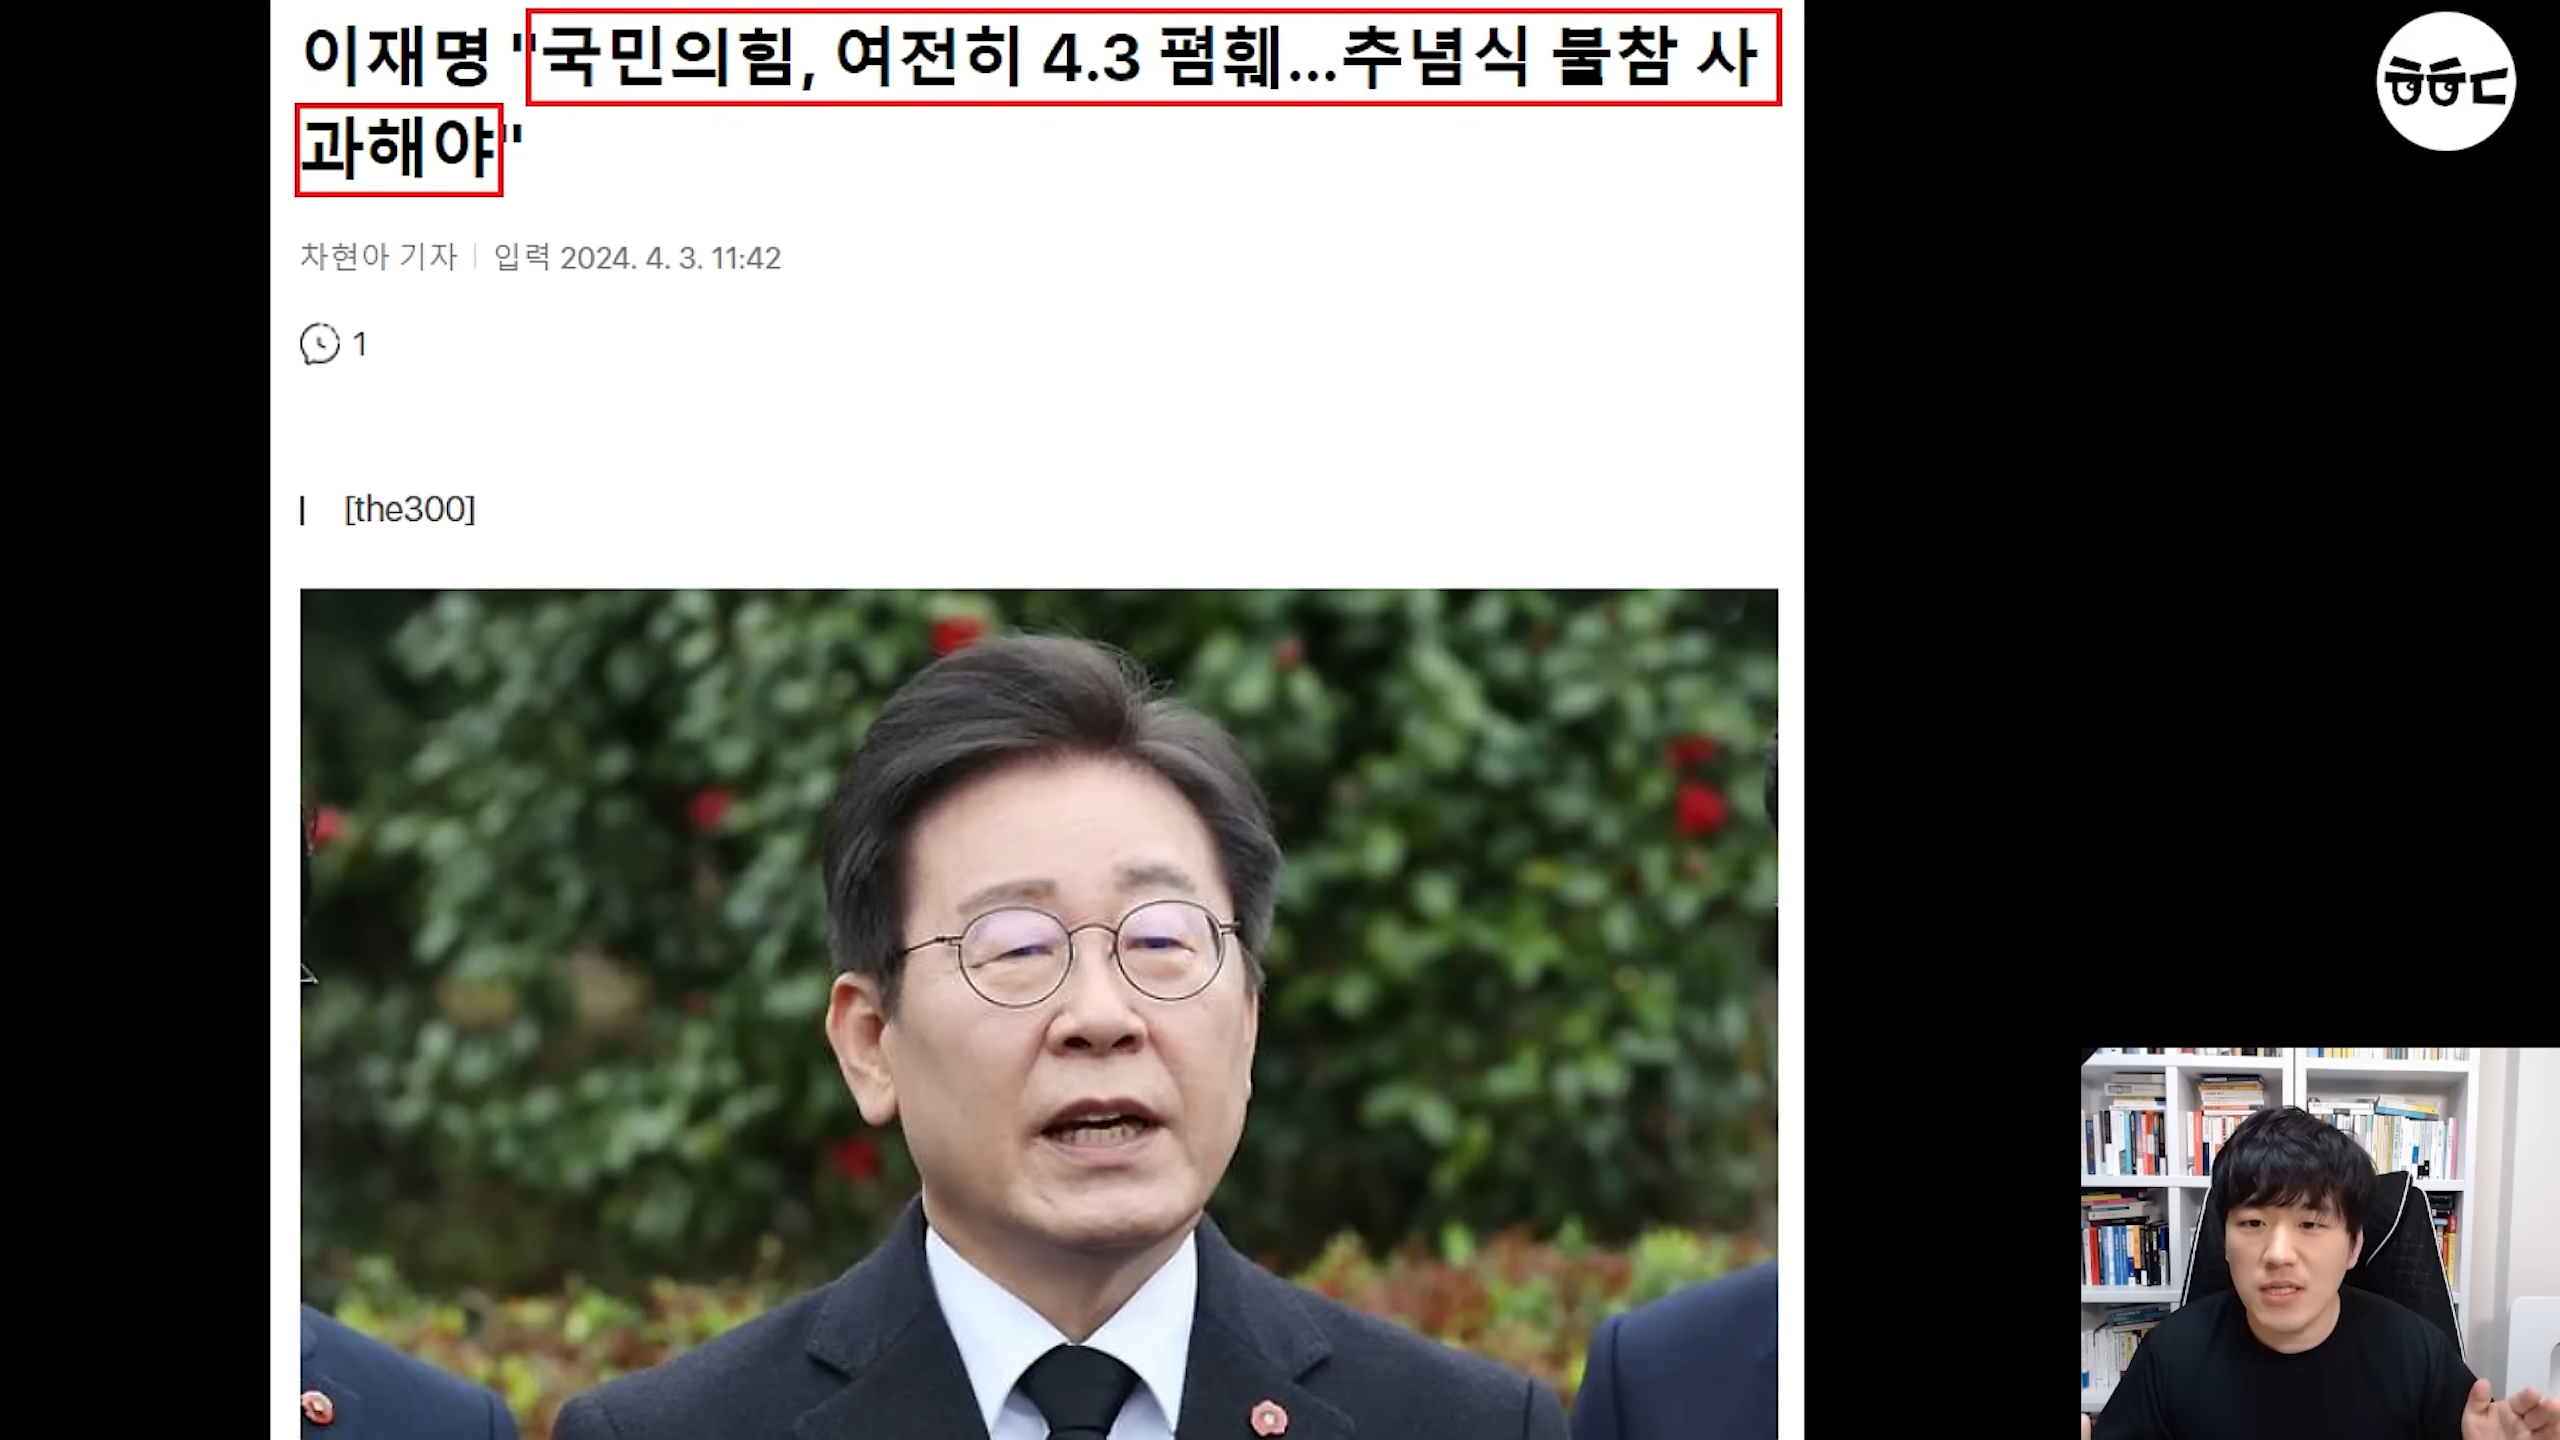 이재명 "국민의힘, 여전히 4.3 폄훼...추념식 불참 사
과해야"
차현아 기자 | 입력 2024. 4. 3. 11:42
1
| [the300]
ㅎㅎㄷ